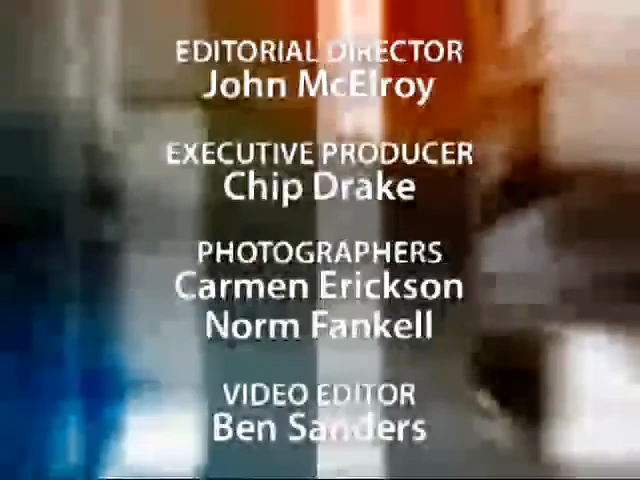 EDITORIAL DIRECTOR
John McElroy
EXECUTIVE PRODUCER
Chip Drake
PHOTOGRAPHERS
Carmen Erickson
Norm Fankell
VIDEO EDITOR
Ben Sanders